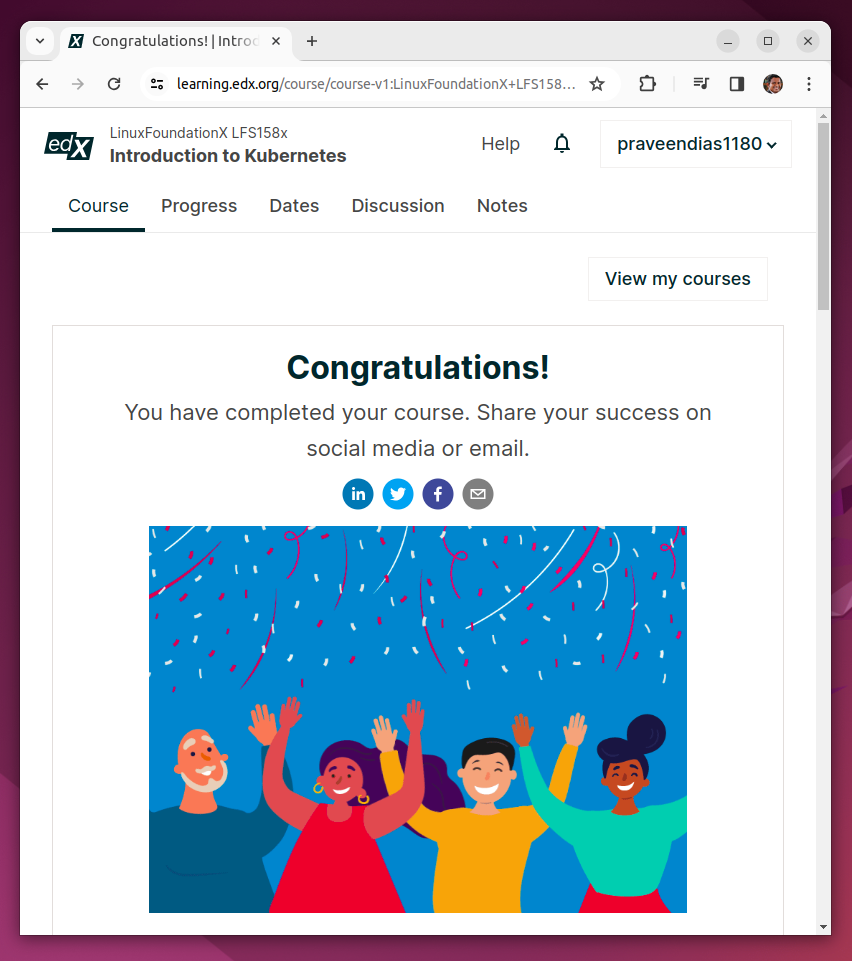 Congratulations! | Introd
learning.edx.org/course/course-v1:LinuxFoundationX+LFS158...
edX
LinuxFoundationX LFS158x
Introduction to Kubernetes
Help
praveendias1180
Course
Progress
Dates
Discussion
Notes
View my courses
Congratulations!
You have completed your course. Share your success on
social media or email.